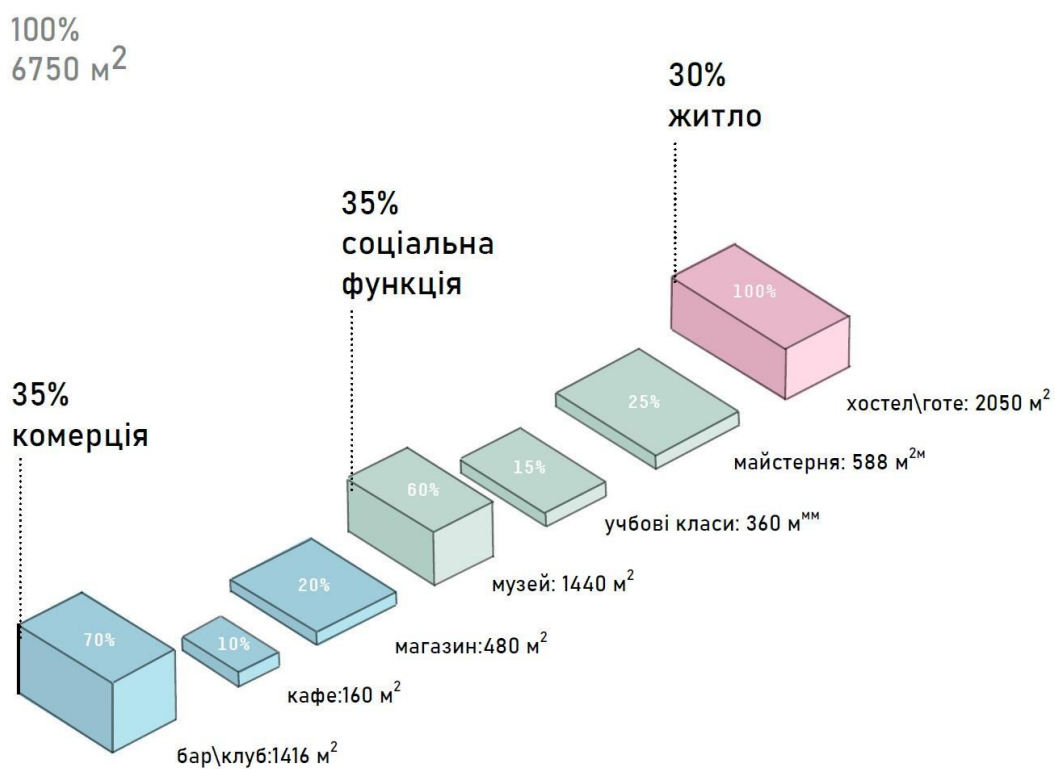 100%
6750 м²
30%
житло
35%
соціальна
функція
100%
35%
комерція
25%
хостел\готе: 2050 м²
60%
15%
майстерня: 588 м²ᵐ
учбові класи: 360 мᵐᵐ
20%
музей: 1440 м²
70%
10%
магазин:480 м²
кафе:160 м²
бар\клуб:1416 м²